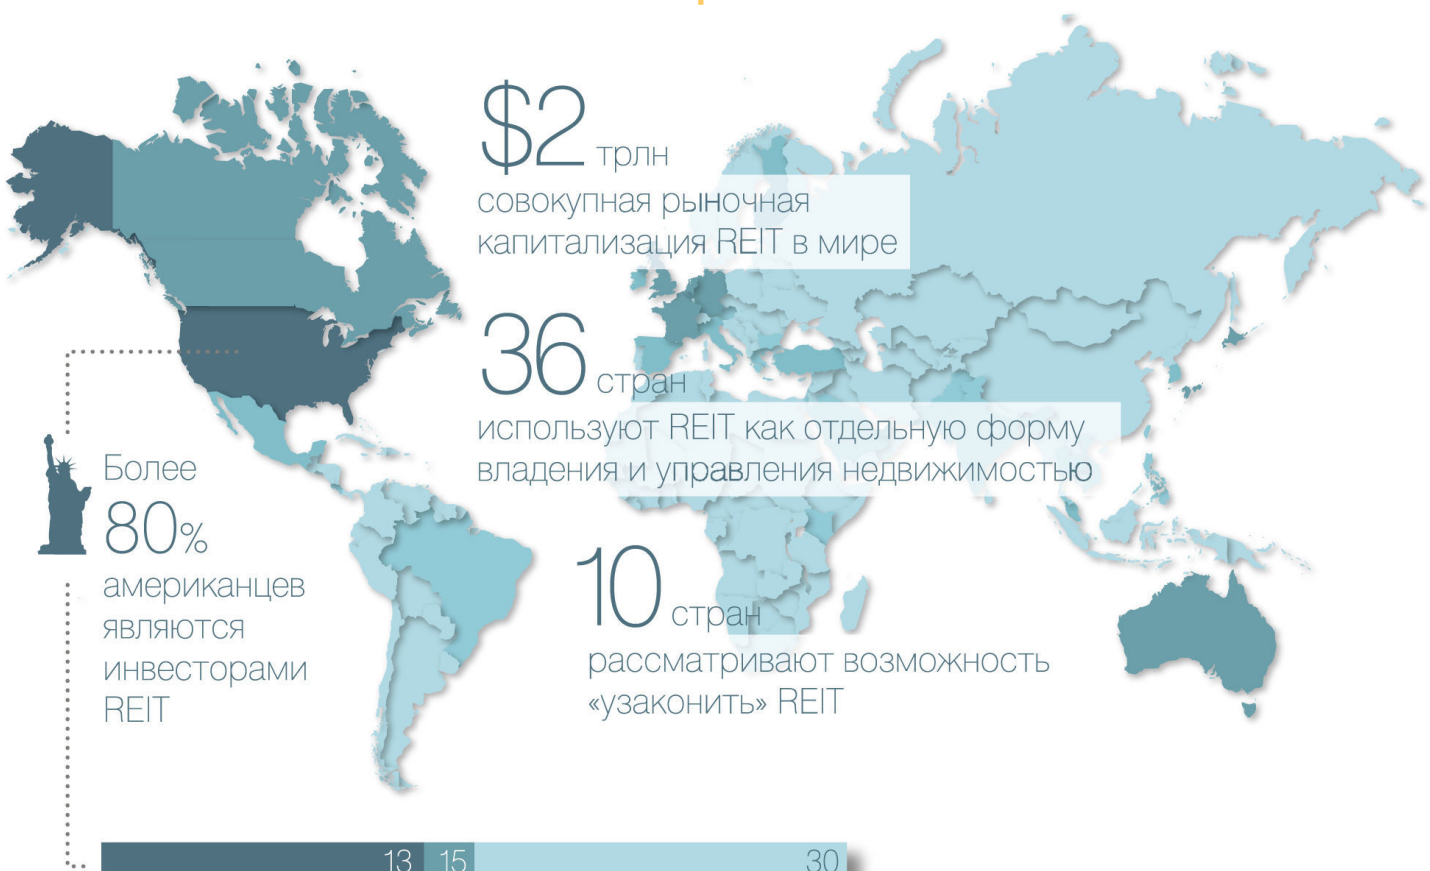 $2 трлн
совокупная рыночная
капитализация REIT в мире
36 стран
используют REIT как отдельную форму
владения и управления недвижимостью
Более
80%
американцев
являются
инвесторами
REIT
10 стран
рассматривают возможность
«узаконить» REIT
13 15 30